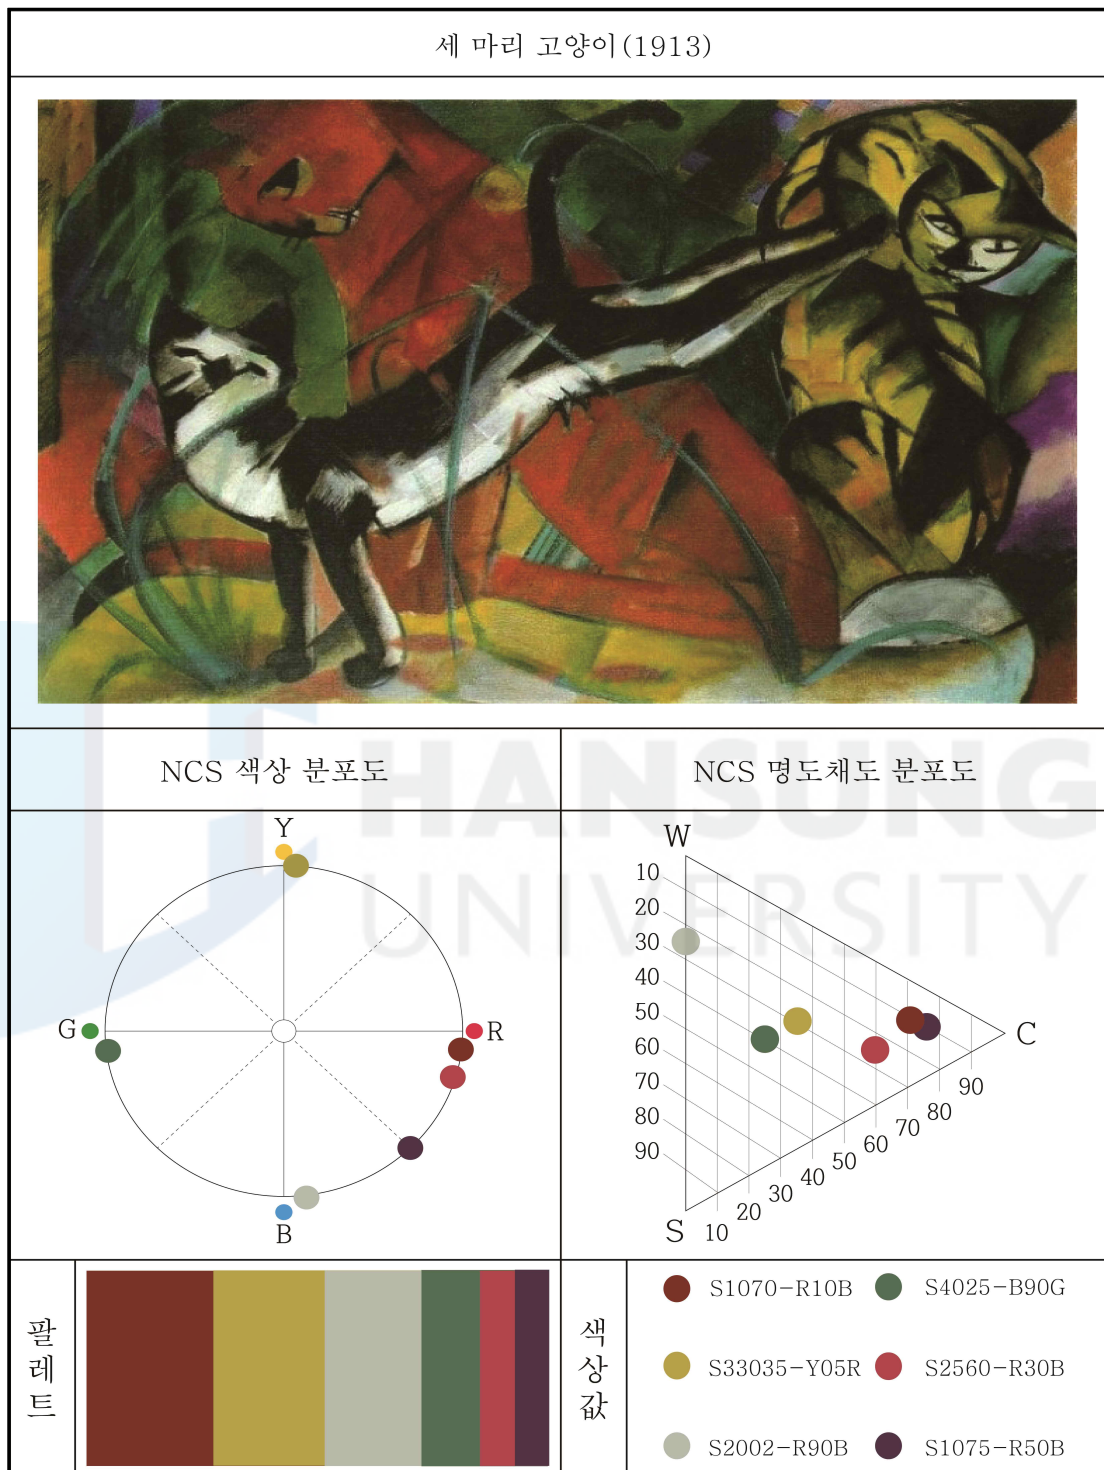 세 마리 고양이(1913)
NCS 색상 분포도
NCS 명도채도 분포도
Y
G
R
B
W
10
20
30
40
50
60
70
80
90
S
C
10
20
30
40
50
60
70
80
90
팔레트
색상값
S1070-R10B
S4025-B90G
S33035-Y05R
S2560-R30B
S2002-R90B
S1075-R50B
HANSUNG
UNIVERSITY